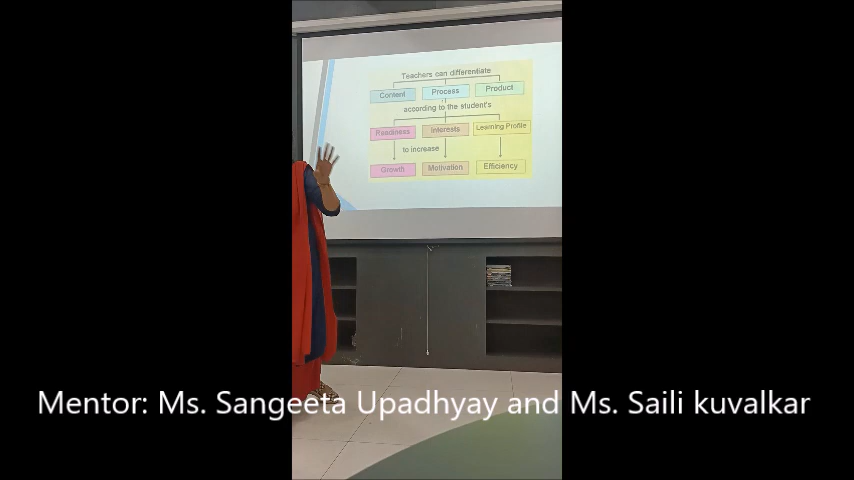 Teachers can differentiate
Content Process Product
according to the student's
Readiness Interests Learning Profile
to increase
Growth Motivation Efficiency
Mentor: Ms. Sangeeta Upadhyay and Ms. Saili kuvalkar